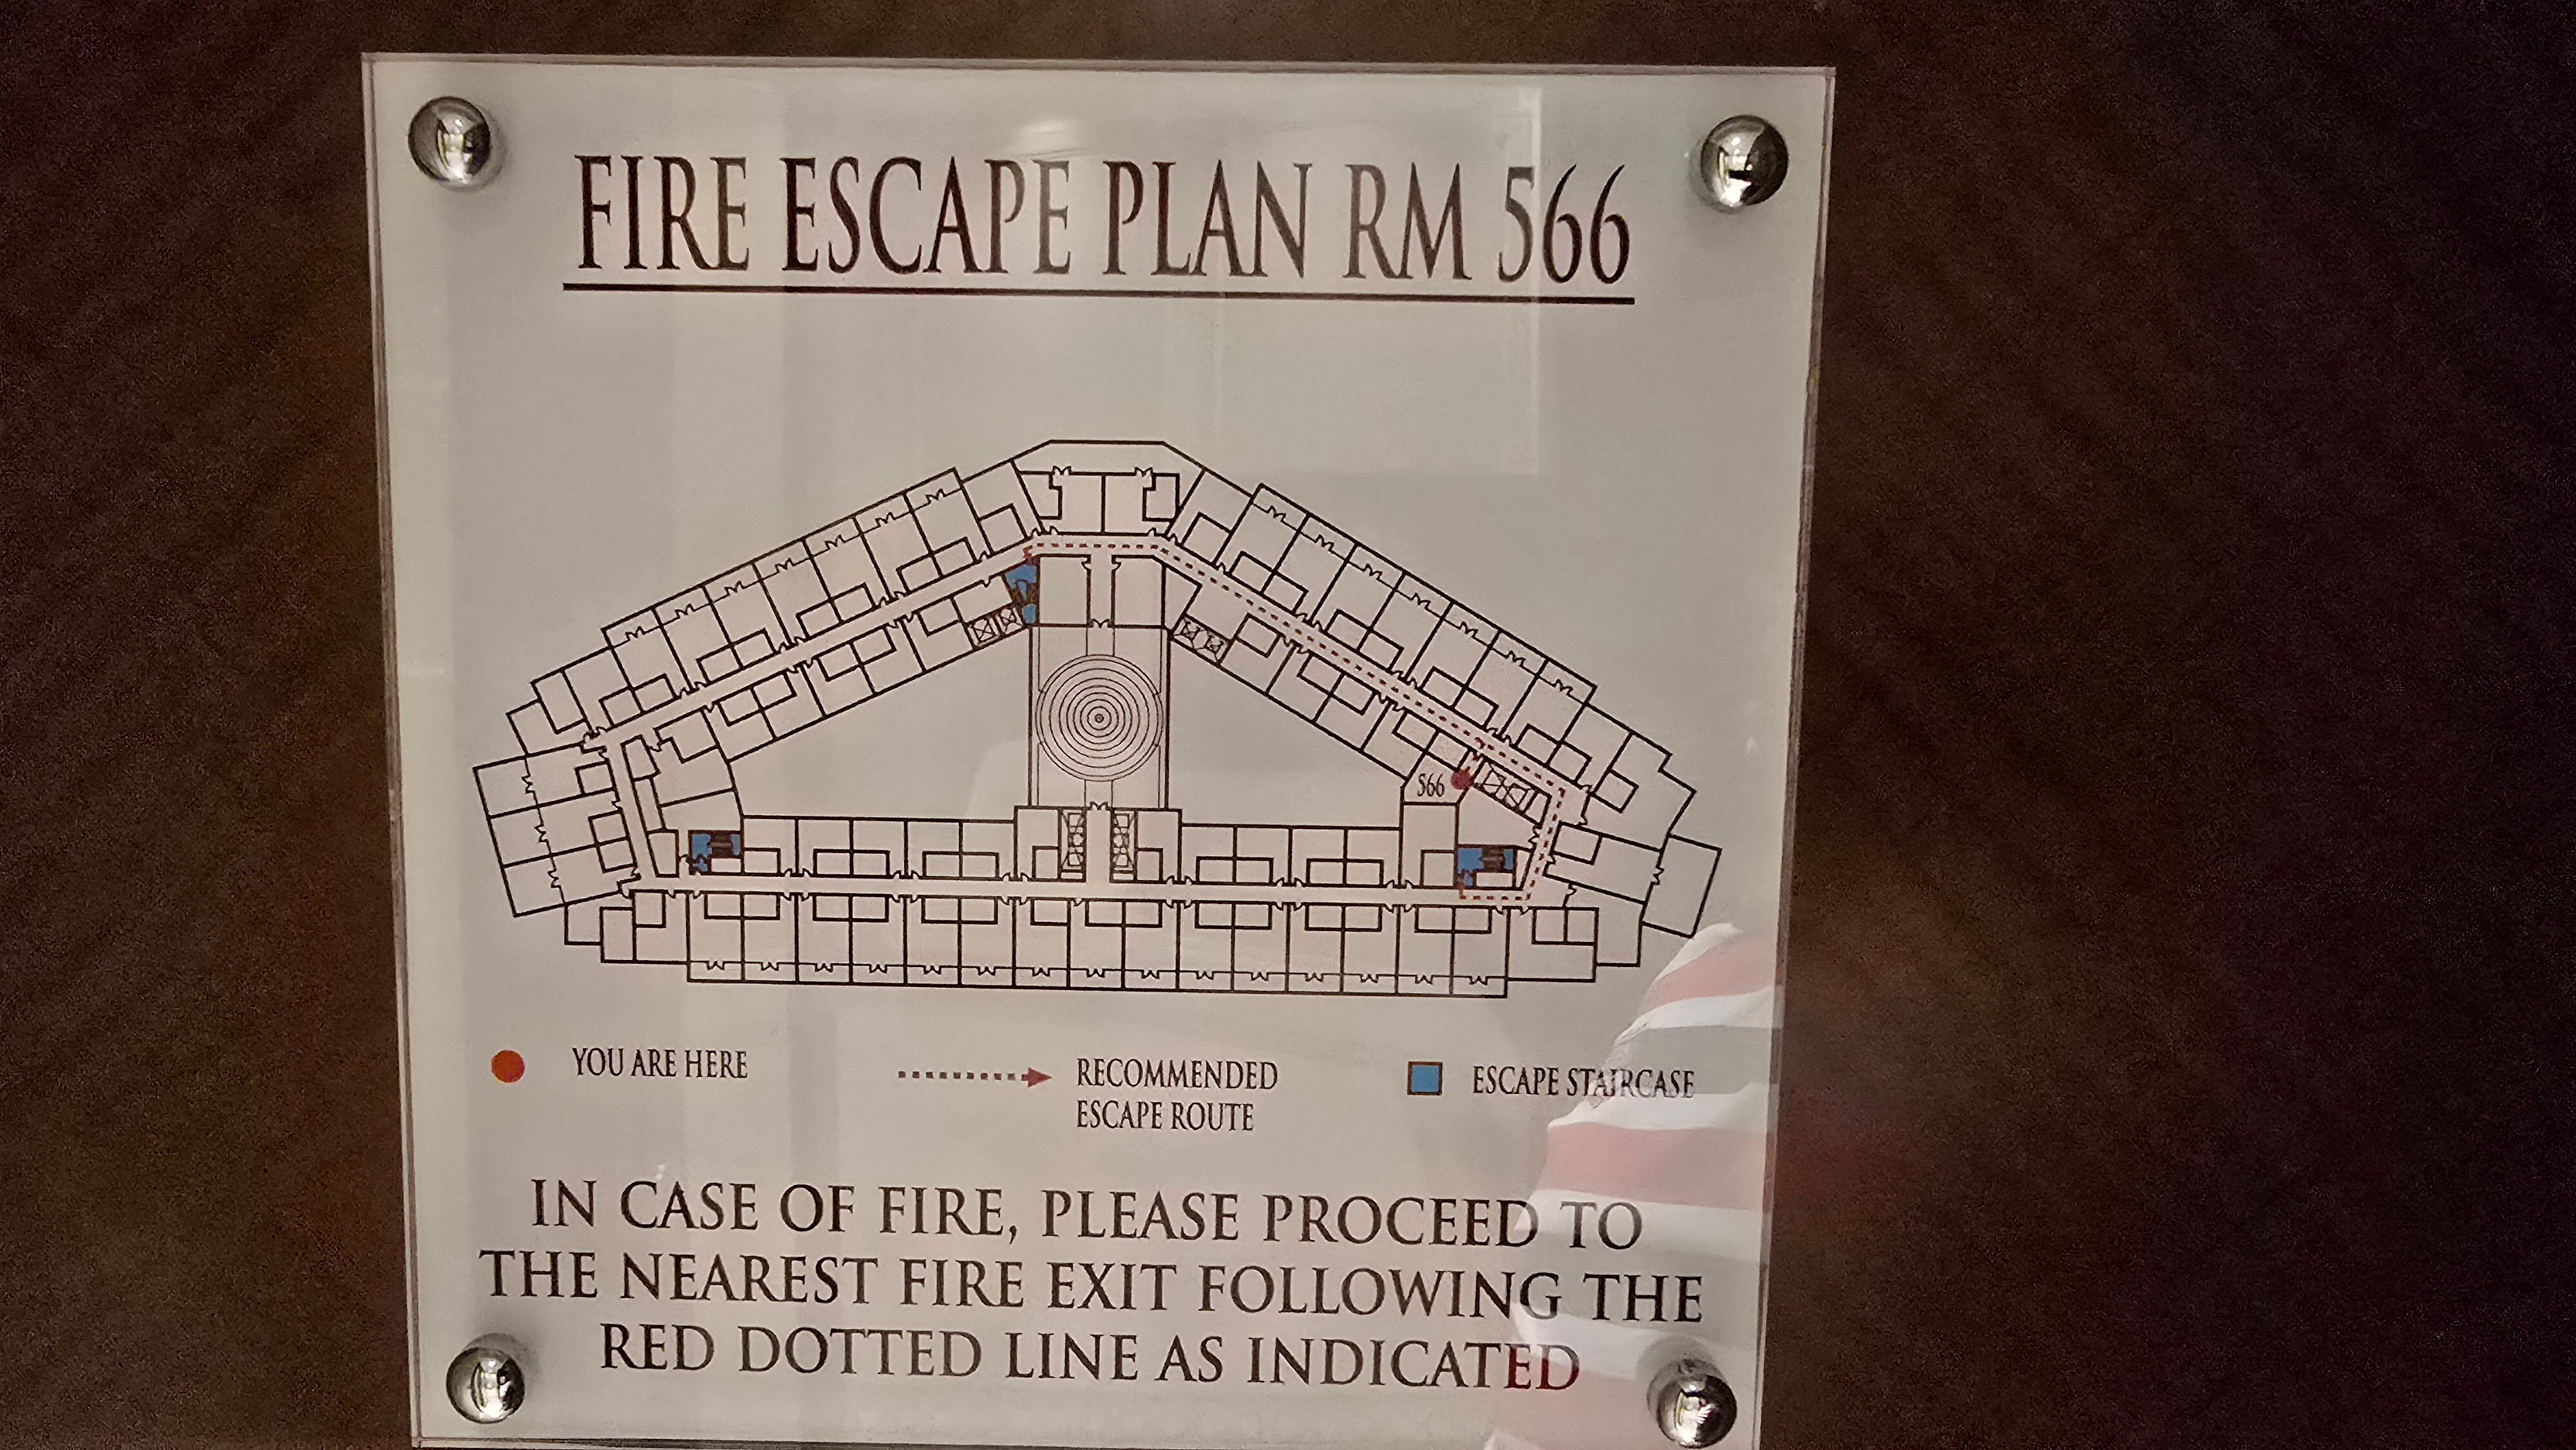 FIRE ESCAPE PLAN RM 566
566
YOU ARE HERE
RECOMMENDED
ESCAPE ROUTE
ESCAPE STAIRCASE
IN CASE OF FIRE, PLEASE PROCEED TO
THE NEAREST FIRE EXIT FOLLOWING THE
RED DOTTED LINE AS INDICATED